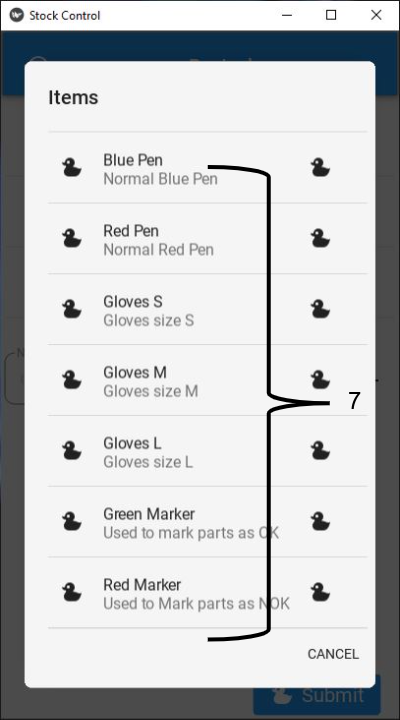 Stock Control
Items
Blue Pen
Normal Blue Pen
Red Pen
Normal Red Pen
Gloves S
Gloves size S
Gloves M
Gloves size M
7
Gloves L
Gloves size L
Green Marker
Used to mark parts as OK
Red Marker
Used to Mark parts as NOK
CANCEL
Submit